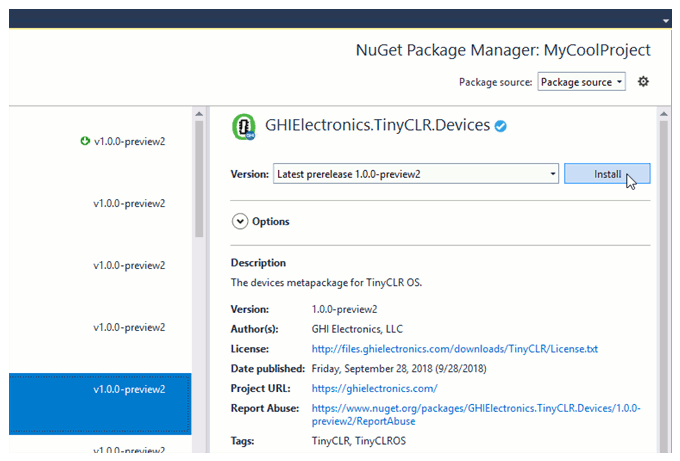 NuGet Package Manager: MyCoolProject
Package source: Package source
v1.0.0-preview2
v1.0.0-preview2
v1.0.0-preview2
v1.0.0-preview2
v1.0.0-preview2
v1.0.0-preview2
GHIElectronics.TinyCLR.Devices
Version: Latest prerelease 1.0.0-preview2 Install
Options
Description
The devices metapackage for TinyCLR OS.
Version: 1.0.0-preview2
Author(s): GHI Electronics, LLC
License: http://files.ghielectronics.com/downloads/TinyCLR/License.txt
Date published: Friday, September 28, 2018 (9/28/2018)
Project URL: https://ghielectronics.com/
Report Abuse: https://www.nuget.org/packages/GHIElectronics.TinyCLR.Devices/1.0.0-
preview2/ReportAbuse
Tags: TinyCLR, TinyCLROS